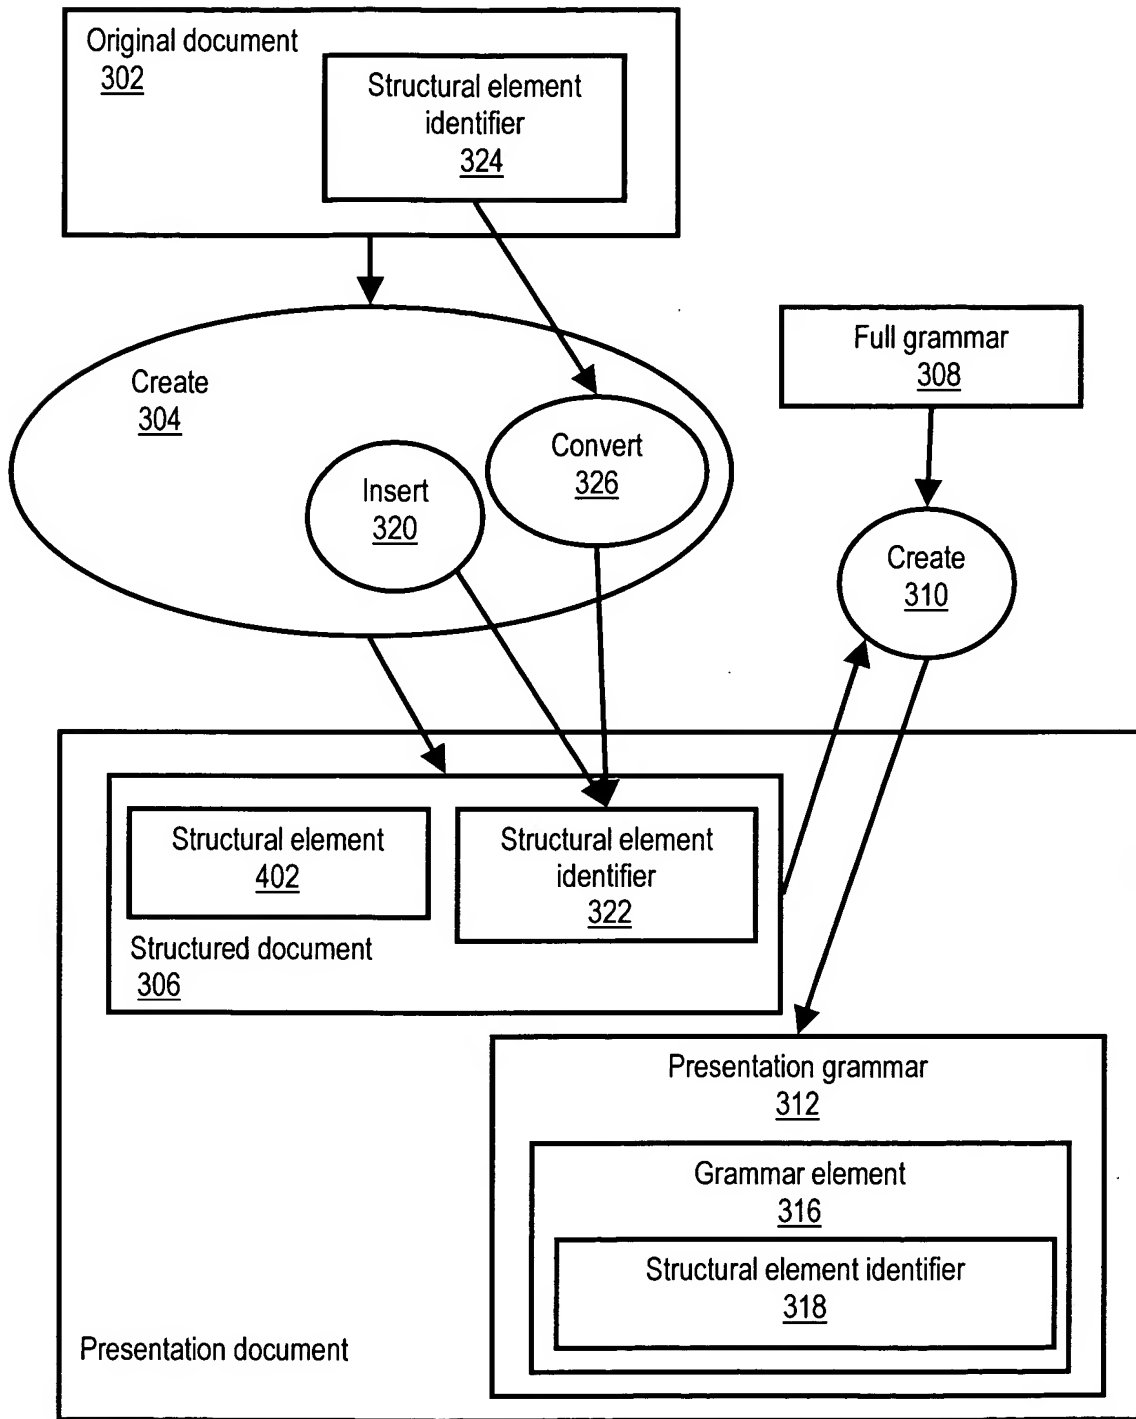 Original document
302
Structural element
identifier
324
Create
304
Insert
320
Convert
326
Full grammar
308
Create
310
Structural element
402
Structural element
identifier
322
Structured document
306
Presentation grammar
312
Grammar element
316
Structural element identifier
318
Presentation document